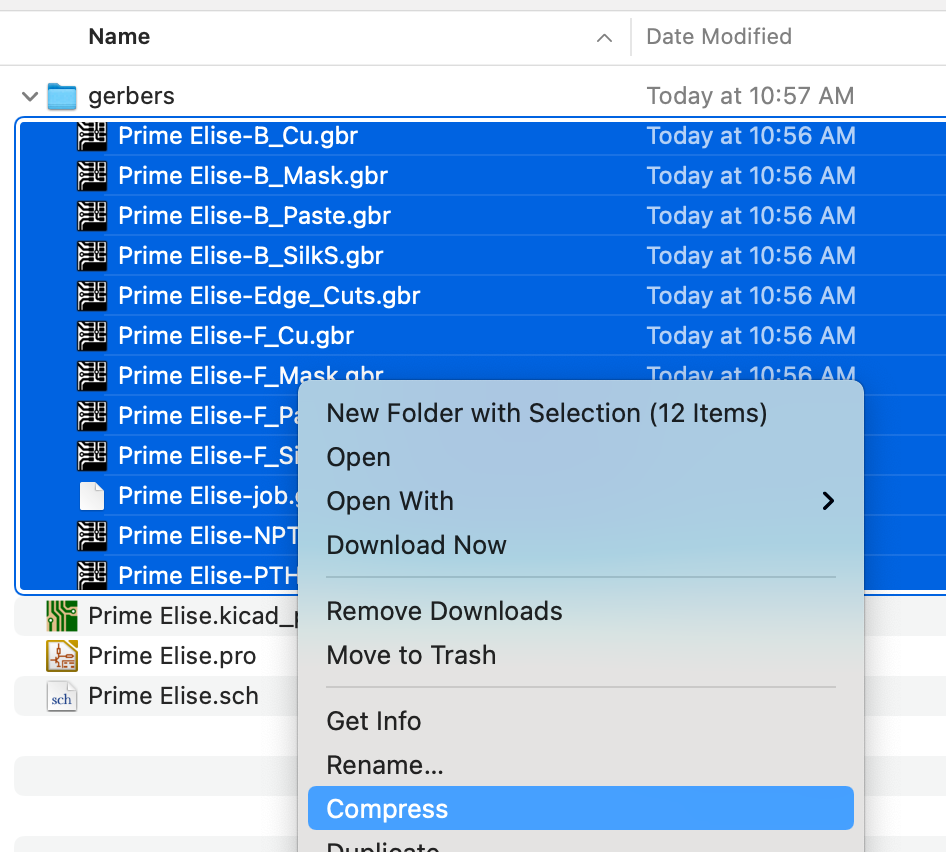 Name Date Modified
gerbers Today at 10:57 AM
Prime Elise-B_Cu.gbr Today at 10:56 AM
Prime Elise-B_Mask.gbr Today at 10:56 AM
Prime Elise-B_Paste.gbr Today at 10:56 AM
Prime Elise-B_SilkS.gbr Today at 10:56 AM
Prime Elise-Edge_Cuts.gbr Today at 10:56 AM
Prime Elise-F_Cu.gbr Today at 10:56 AM
Prime Elise-F_Mask.gbr Today at 10:56 AM
Prime Elise-F_Pa
Prime Elise-F_Si
Prime Elise-job.g
Prime Elise-NPT
Prime Elise-PTH
Prime Elise.kicad_p
Prime Elise.pro
sch Prime Elise.sch
New Folder with Selection (12 Items)
Open
Open With
Download Now
Remove Downloads
Move to Trash
Get Info
Rename...
Compress
Duplicate